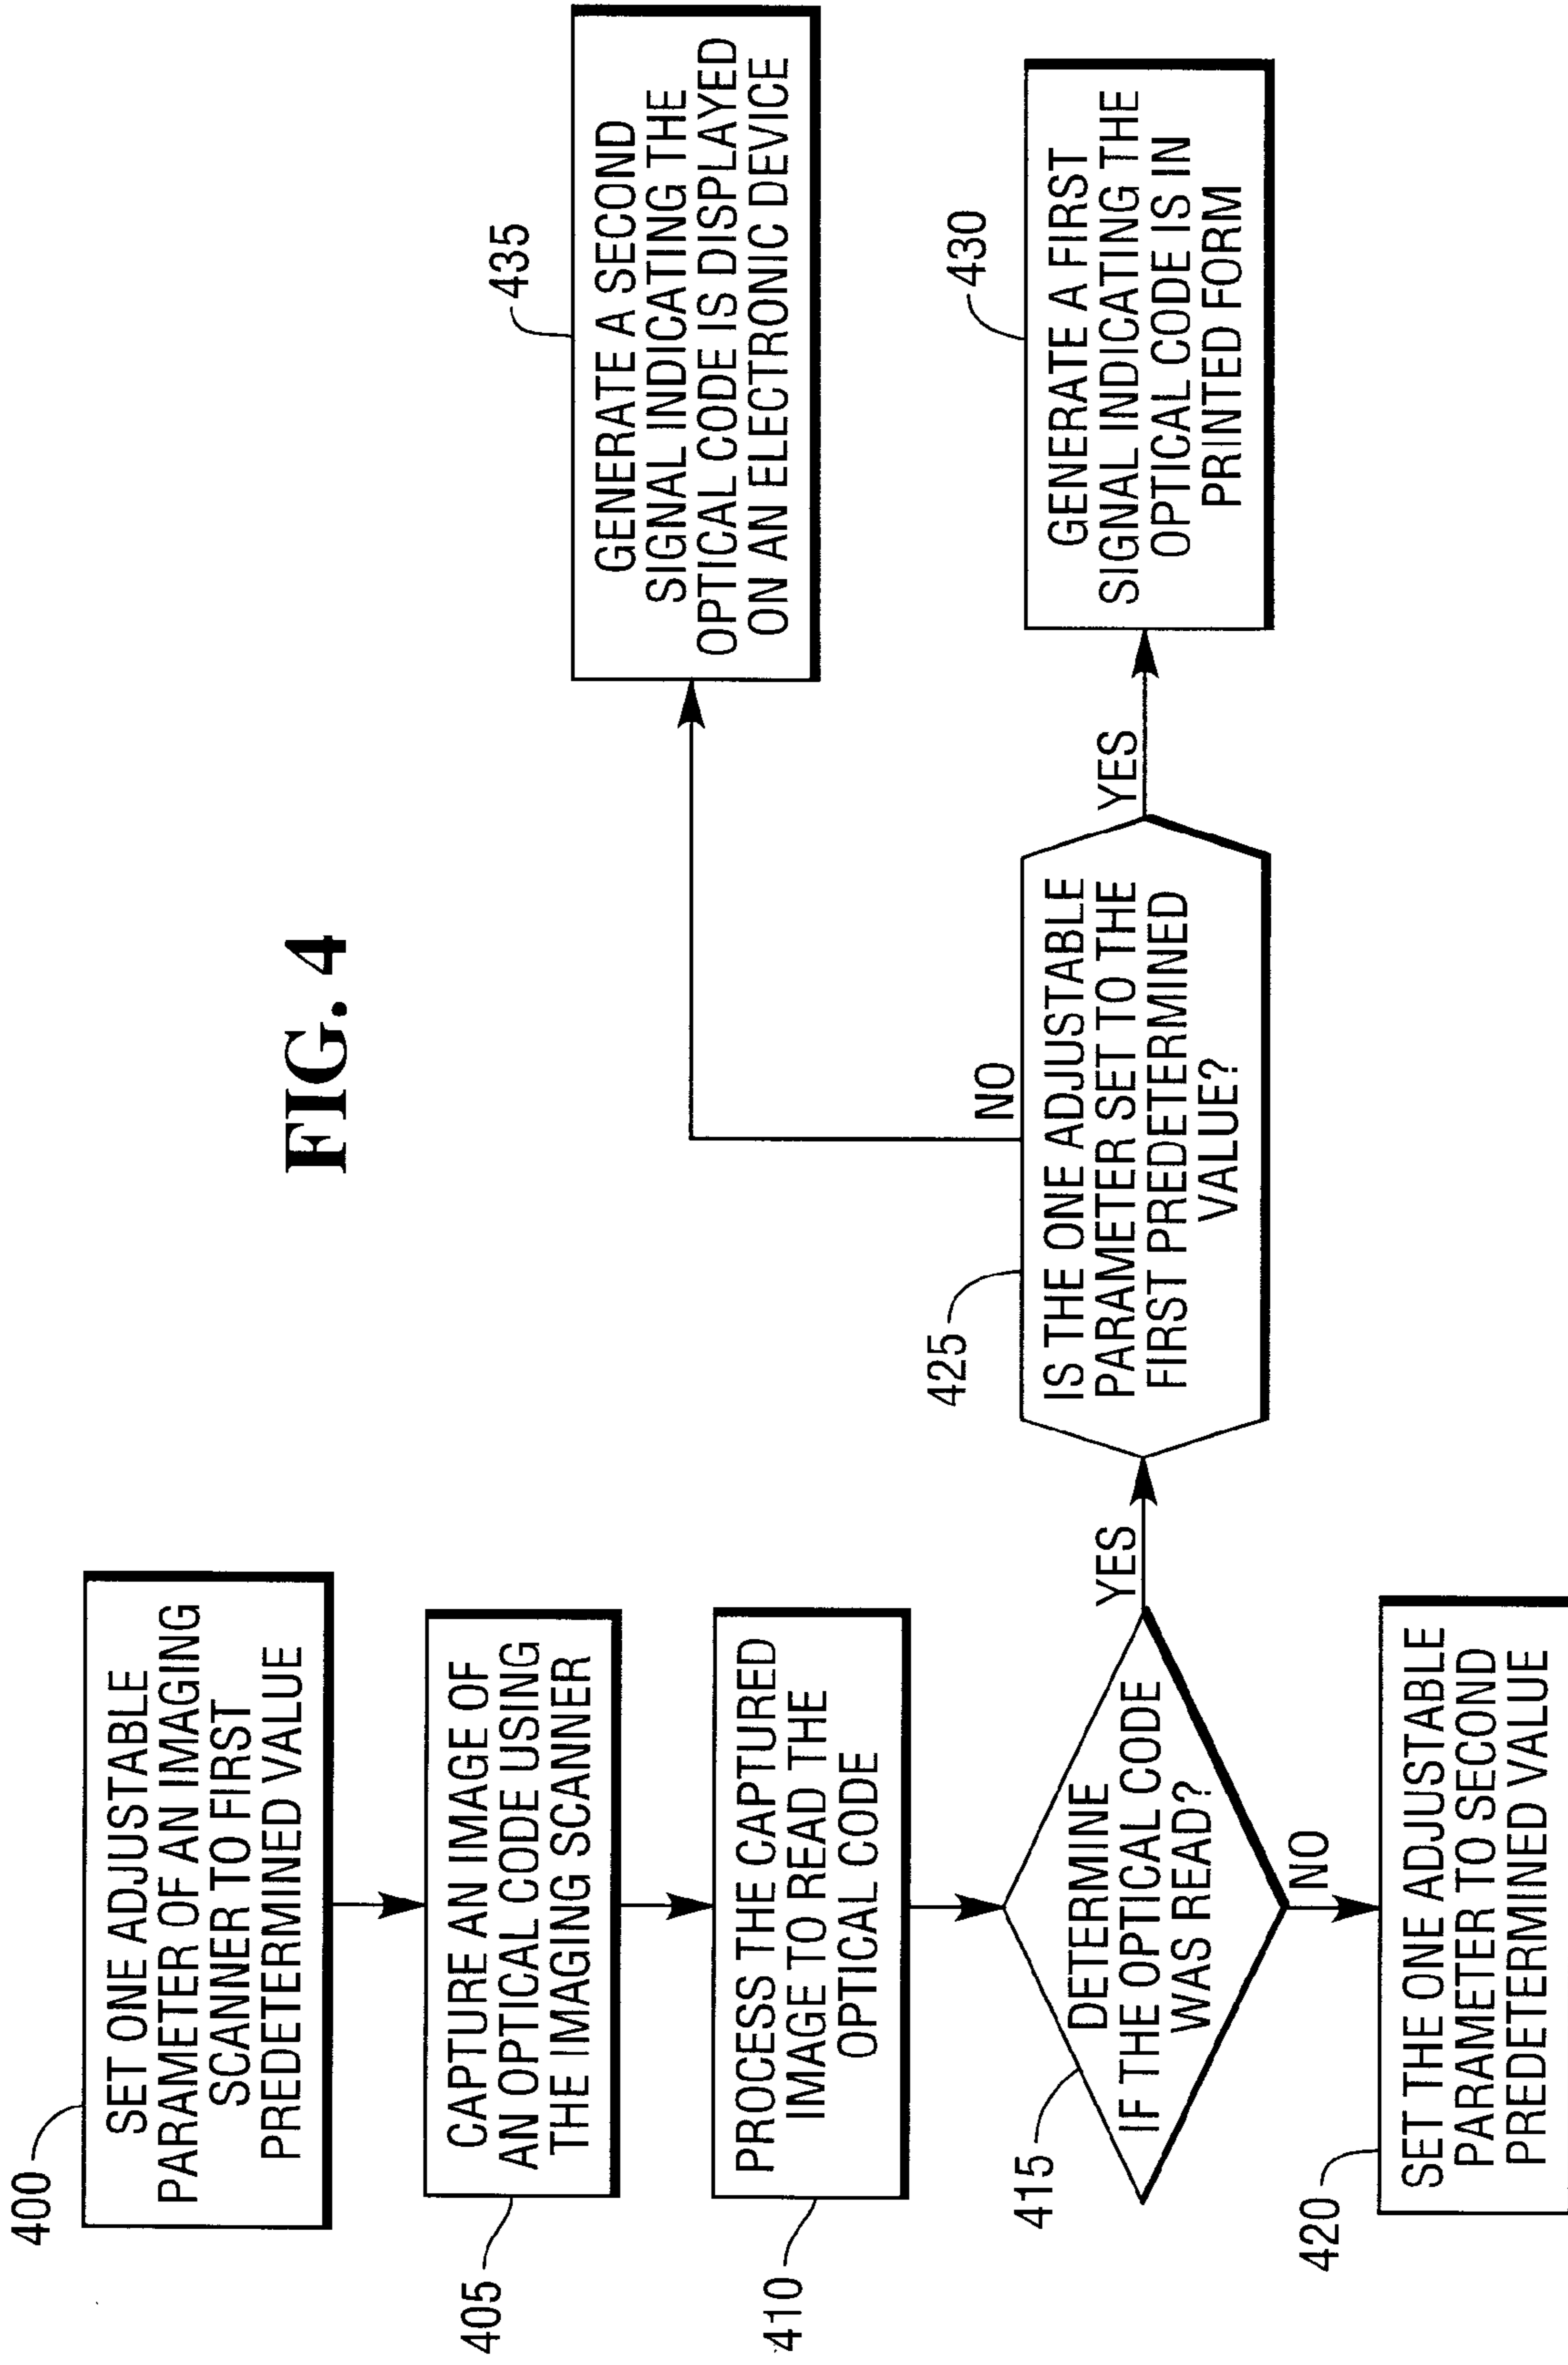 FIG. 4
400
SET ONE ADJUSTABLE
PARAMETER OF AN IMAGING
SCANNER TO FIRST
PREDETERMINED VALUE
405
CAPTURE AN IMAGE OF
AN OPTICAL CODE USING
THE IMAGING SCANNER
410
PROCESS THE CAPTURED
IMAGE TO READ THE
OPTICAL CODE
415
DETERMINE
IF THE OPTICAL CODE
WAS READ?
YES
NO
420
SET THE ONE ADJUSTABLE
PARAMETER TO SECOND
PREDETERMINED VALUE
425
IS THE ONE ADJUSTABLE
PARAMETER SET TO THE
FIRST PREDETERMINED
VALUE?
NO
YES
435
GENERATE A SECOND
SIGNAL INDICATING THE
OPTICAL CODE IS DISPLAYED
ON AN ELECTRONIC DEVICE
430
GENERATE A FIRST
SIGNAL INDICATING THE
OPTICAL CODE IS IN
PRINTED FORM